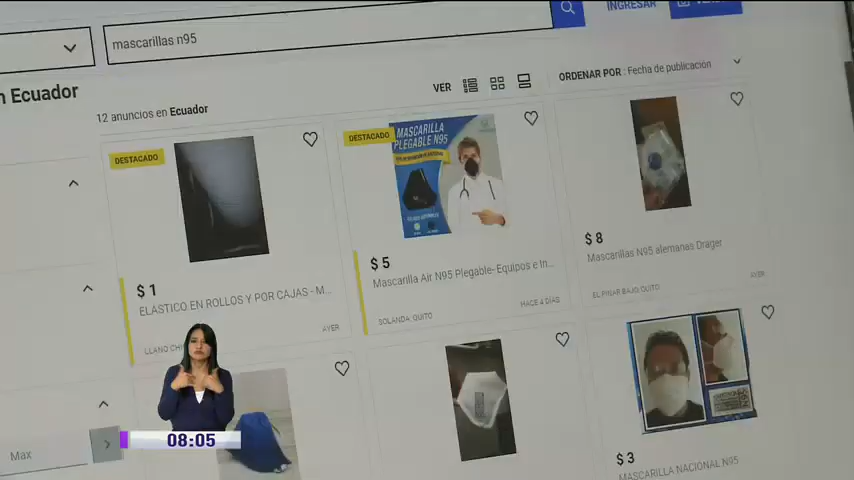 INGRESAR
mascarillas n95
n Ecuador
12 anuncios en Ecuador
VER
ORDENAR POR : Fecha de publicación
DESTACADO
$ 1
ELASTICO EN ROLLOS Y POR CAJAS - M...
LLANO
AYER
DESTACADO
MASCARILLA
PLEGABLE N95
$ 5
Mascarilla Air N95 Plegable- Equipos e In...
SOLANDA, QUITO
HACE 4 DÍAS
$ 8
Mascarillas N95 alemanas Drager
EL PINAR BAJO, QUITO
AYER
$ 3
MASCARILLA NACIONAL N95
Max
08:05